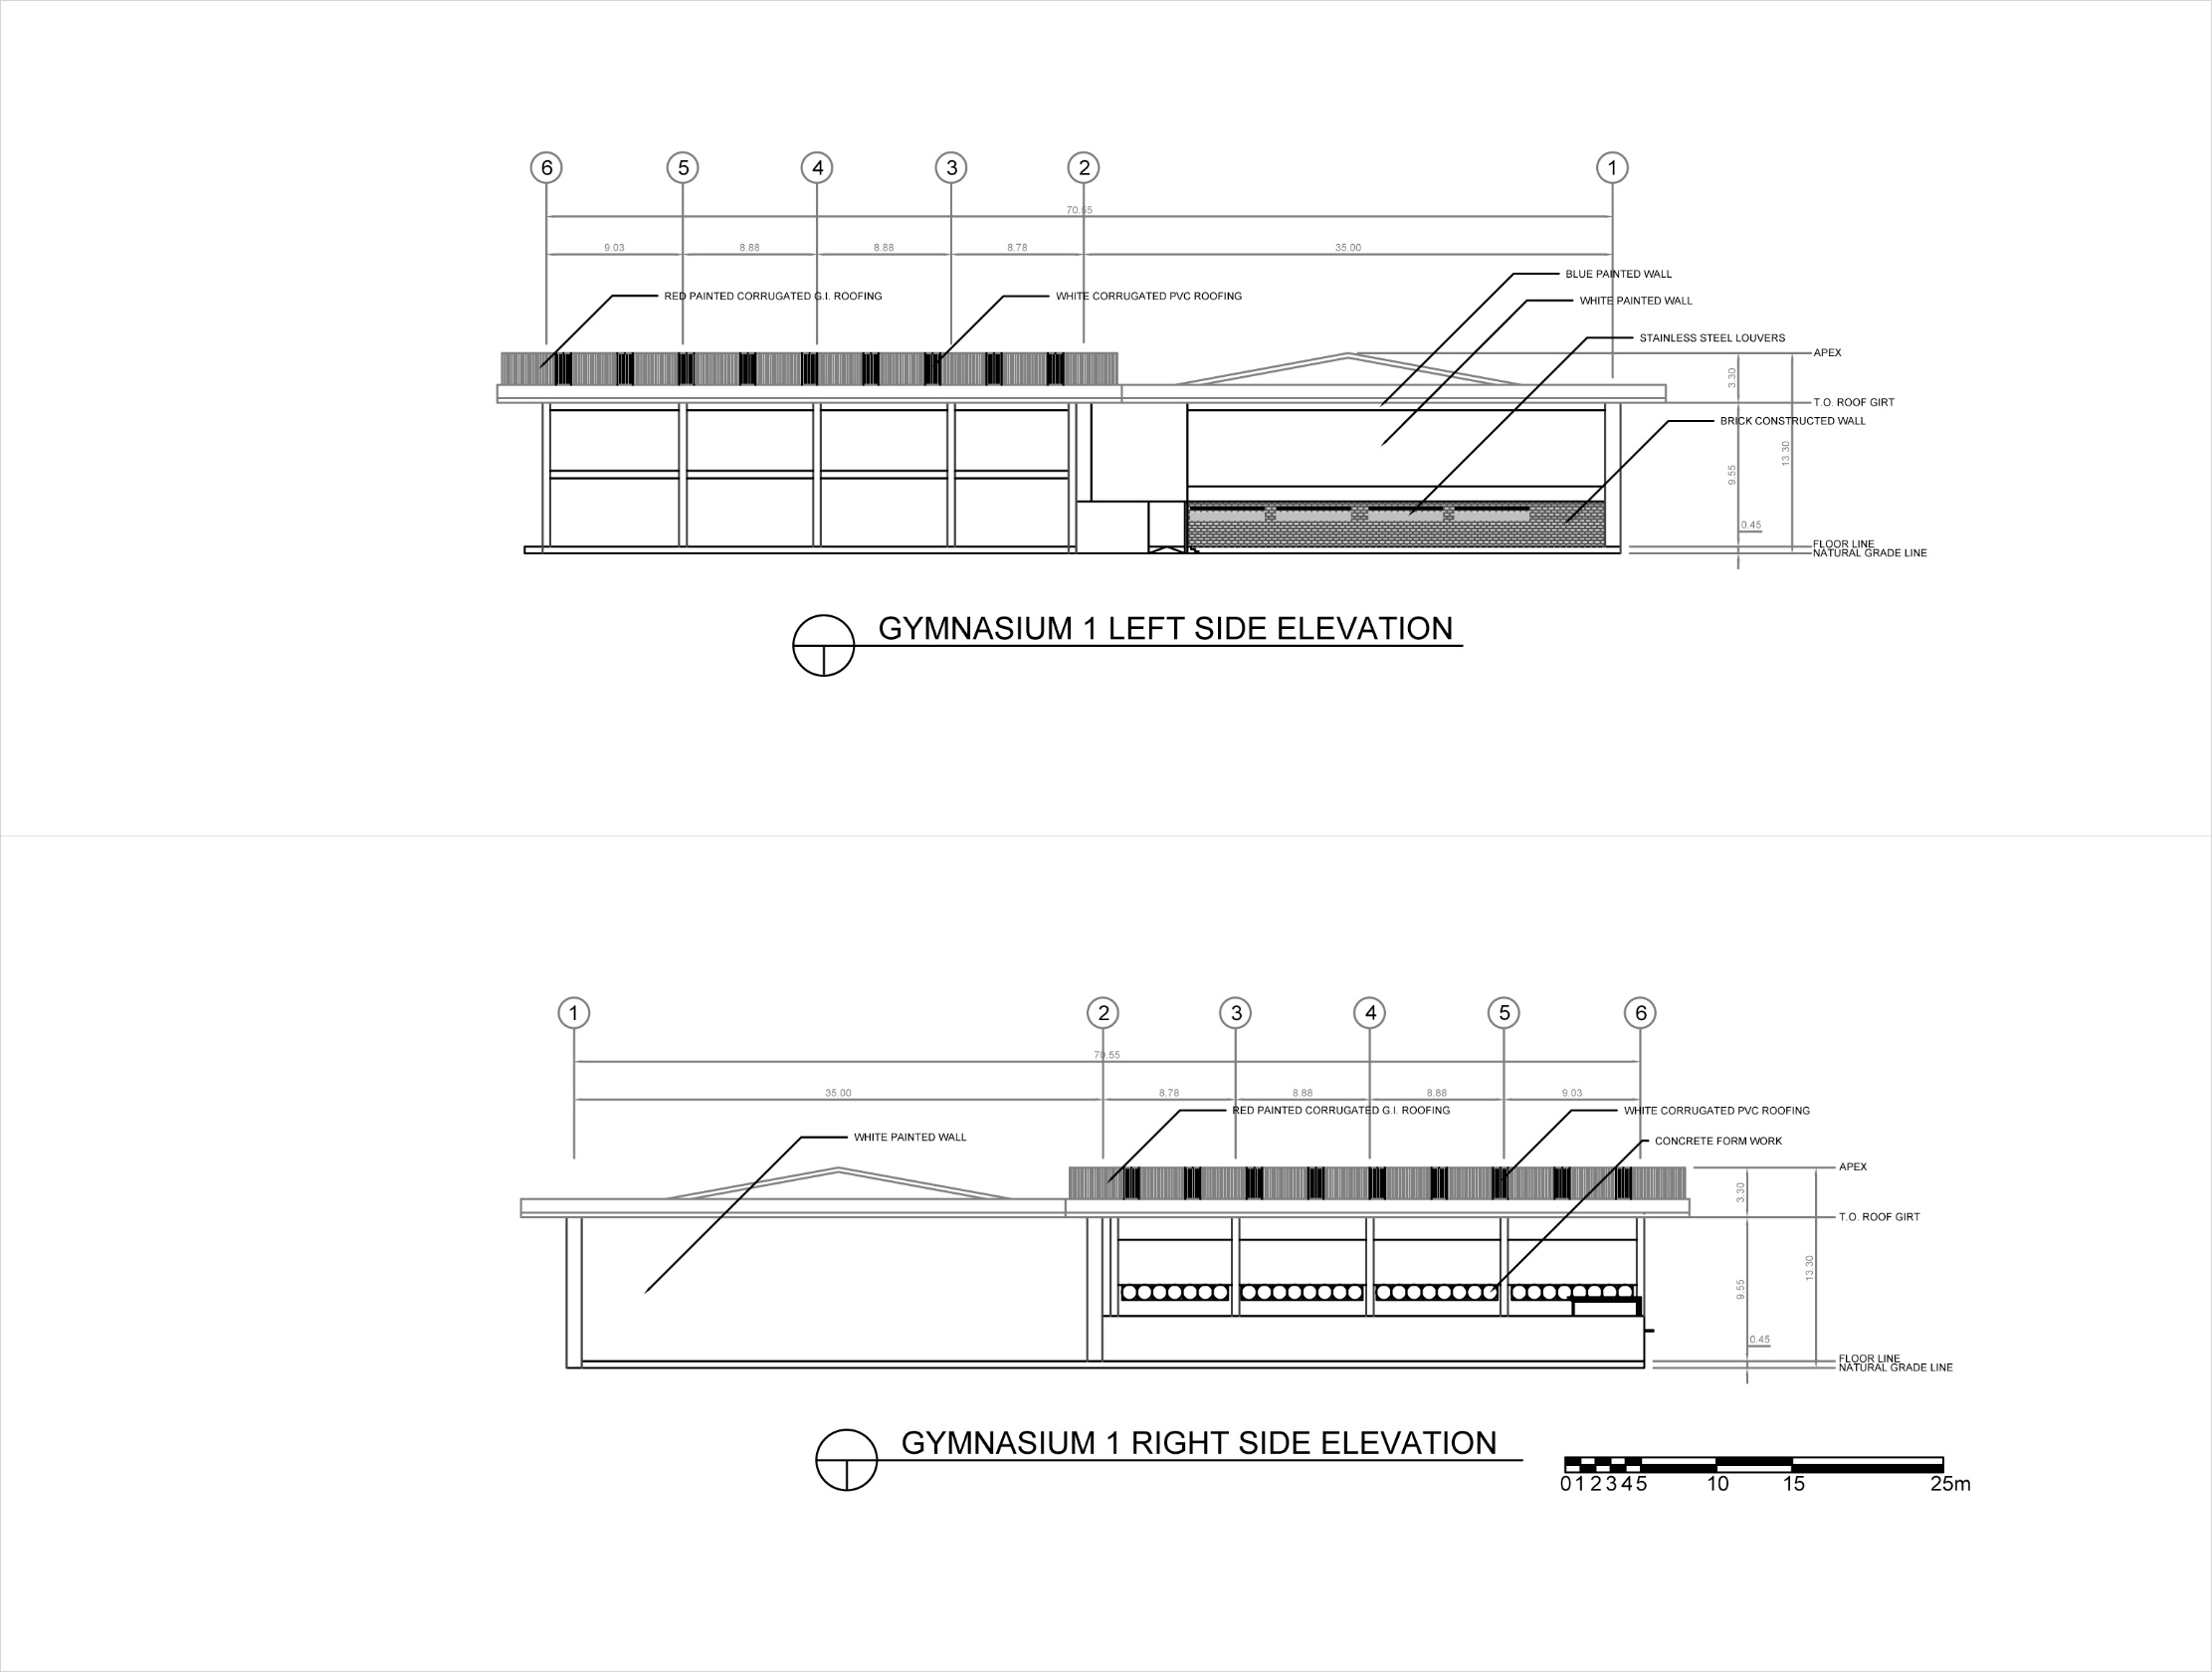 6 5 4 3 2 1
70.55
9.03 8.88 8.88 8.78 35.00
BLUE PAINTED WALL
RED PAINTED CORRUGATED G.I. ROOFING WHITE CORRUGATED PVC ROOFING WHITE PAINTED WALL
STAINLESS STEEL LOUVERS
APEX
3.30
T.O. ROOF GIRT
BRICK CONSTRUCTED WALL
13.30
9.55
0.45
FLOOR LINE
NATURAL GRADE LINE
GYMNASIUM 1 LEFT SIDE ELEVATION
1 2 3 4 5 6
70.55
35.00 8.78 8.88 8.88 9.03
RED PAINTED CORRUGATED G.I. ROOFING WHITE CORRUGATED PVC ROOFING
WHITE PAINTED WALL CONCRETE FORM WORK
APEX
3.30
T.O. ROOF GIRT
13.30
9.55
0.45
FLOOR LINE
NATURAL GRADE LINE
GYMNASIUM 1 RIGHT SIDE ELEVATION
0 1 2 3 4 5 10 15 25m